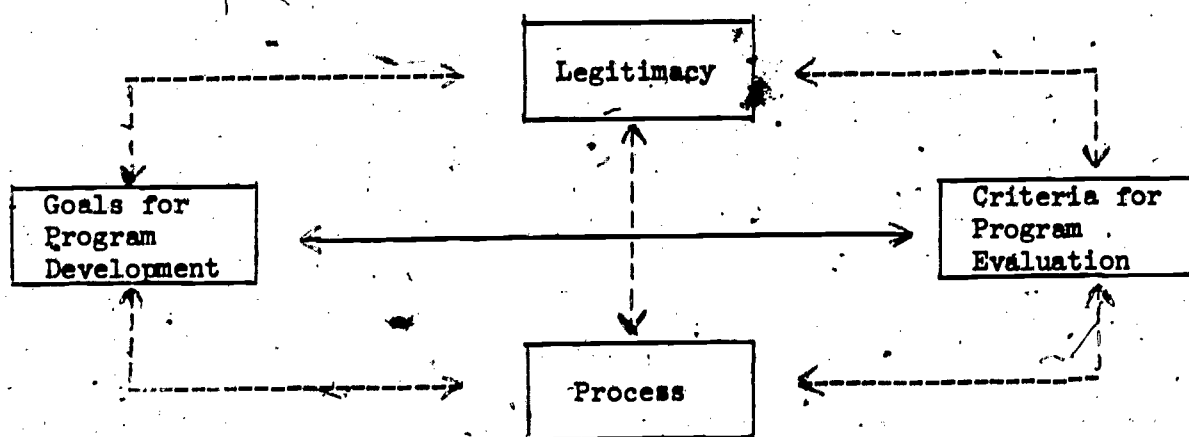 Legitimacy
Goals for
Program
Development
Criteria for
Program
Evaluation
Process